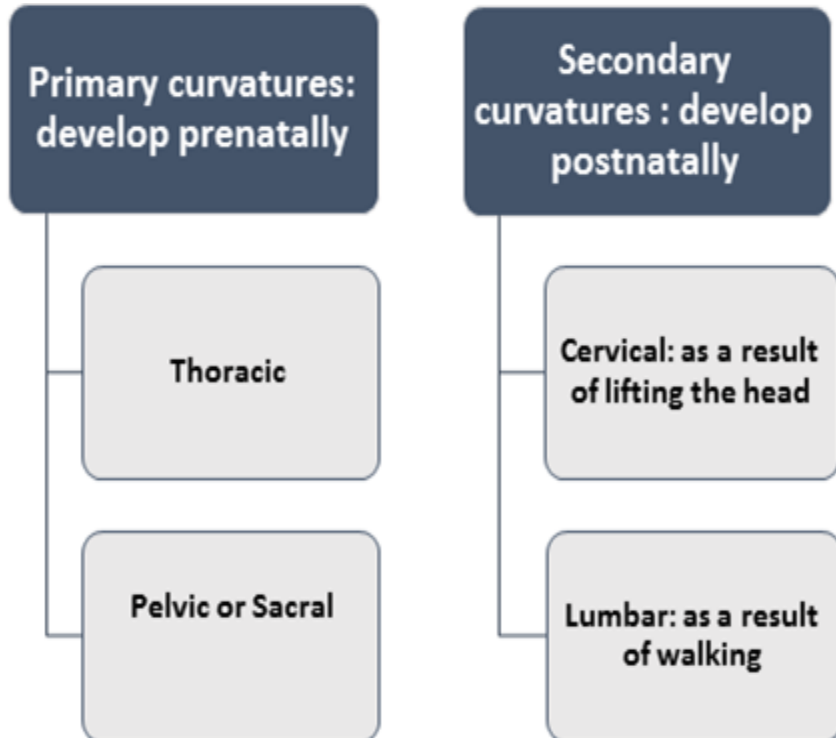 Primary curvatures:
develop prenatally
Thoracic
Pelvic or Sacral
Secondary
curvatures : develop
postnatally
Cervical: as a result
of lifting the head
Lumbar: as a result
of walking